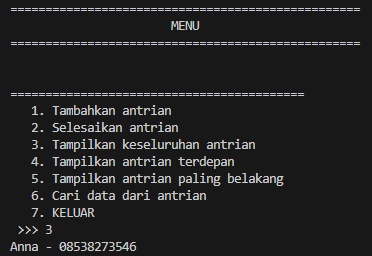 ==================================================
MENU
==================================================
==========================================
1. Tambahkan antrian
2. Selesaikan antrian
3. Tampilkan keseluruhan antrian
4. Tampilkan antrian terdepan
5. Tampilkan antrian paling belakang
6. Cari data dari antrian
7. KELUAR
>>> 3
Anna - 08538273546